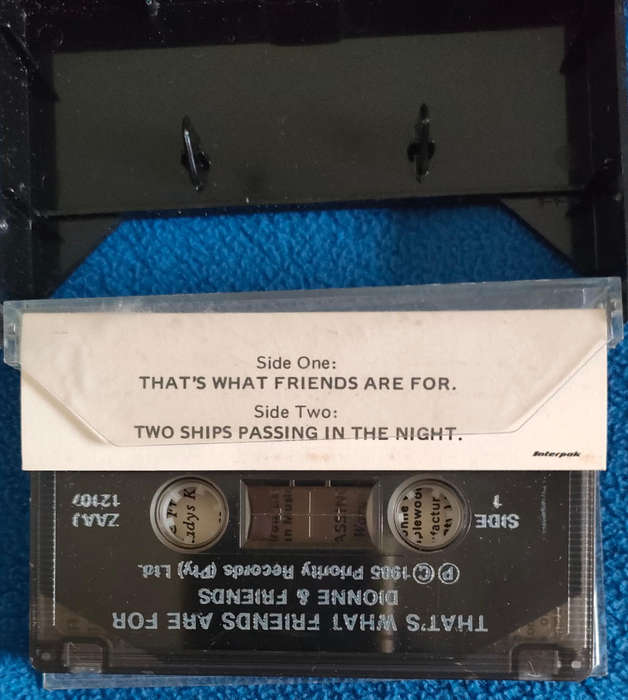 Side One:
THAT'S WHAT FRIENDS ARE FOR.
Side Two:
TWO SHIPS PASSING IN THE NIGHT.
Interpak
THAT'S WHAT FRIENDS ARE FOR
DIONNE & FRIENDS
Ⓟ©1985 Priority Records (Pty) Ltd.
SIDE
1
ZAAJ
12107